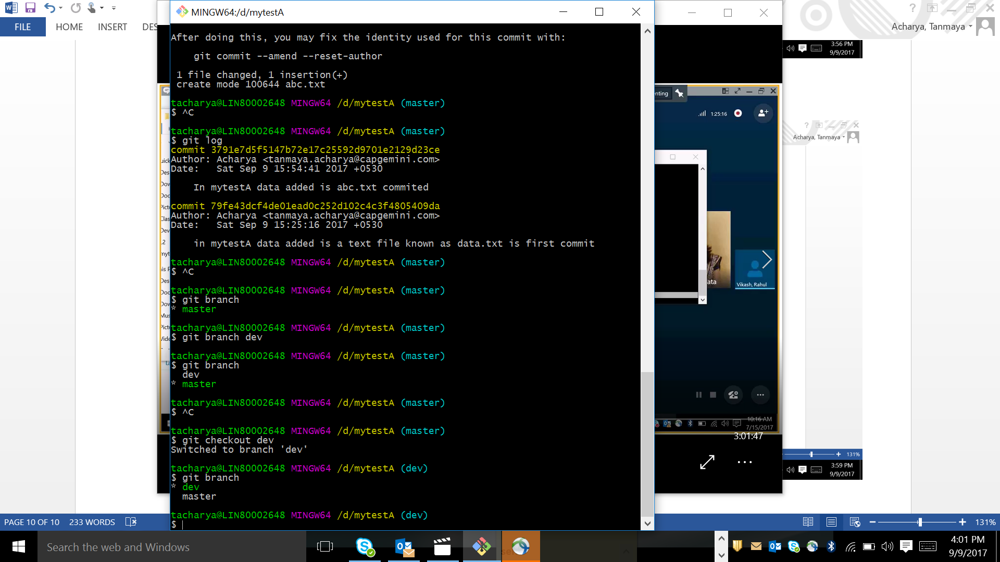 MINGW64:/d/mytestA
FILE HOME INSERT DES
Acharya, Tanmaya
After doing this, you may fix the identity used for this commit with:
git commit --amend --reset-author
1 file changed, 1 insertion(+)
create mode 100644 abc.txt
tacharya@LIN80002648 MINGW64 /d/mytestA (master)
$ ^C
tacharya@LIN80002648 MINGW64 /d/mytestA (master)
$ git log
commit 3791e7d5f5147b72e17c25592d9701e2129d23ce
Author: Acharya <tanmaya.acharya@capgemini.com>
Date:   Sat Sep 9 15:54:41 2017 +0530
In mytestA data added is abc.txt commited
commit 79fe43dcf4de01ead0c252d102c4c3f4805409da
Author: Acharya <tanmaya.acharya@capgemini.com>
Date:   Sat Sep 9 15:25:16 2017 +0530
in mytestA data added is a text file known as data.txt is first commit
tacharya@LIN80002648 MINGW64 /d/mytestA (master)
$ ^C
tacharya@LIN80002648 MINGW64 /d/mytestA (master)
$ git branch
* master
tacharya@LIN80002648 MINGW64 /d/mytestA (master)
$ git branch dev
tacharya@LIN80002648 MINGW64 /d/mytestA (master)
$ git branch
dev
* master
tacharya@LIN80002648 MINGW64 /d/mytestA (master)
$ ^C
tacharya@LIN80002648 MINGW64 /d/mytestA (master)
$ git checkout dev
Switched to branch 'dev'
tacharya@LIN80002648 MINGW64 /d/mytestA (dev)
$ git branch
* dev
master
tacharya@LIN80002648 MINGW64 /d/mytestA (dev)
$
3:56 PM
9/9/2017
nting
1:25:16
Acharya, Tanmaya
ata
Vikash, Rahul
10:16 AM
7/15/2017
3:01:47
131%
3:59 PM
9/9/2017
PAGE 10 OF 10 233 WORDS
131%
Search the web and Windows
4:01 PM
9/9/2017